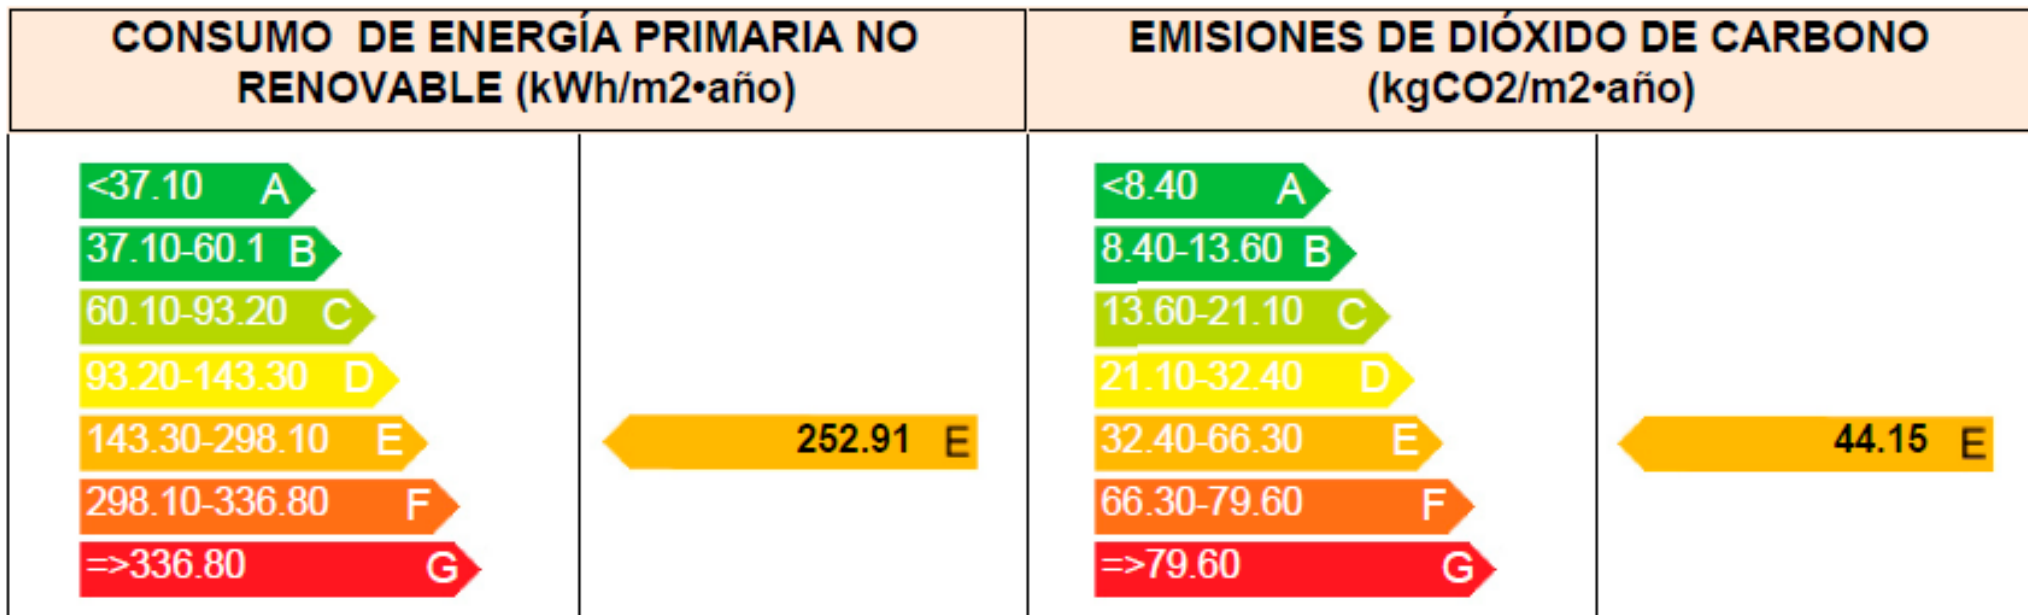 CONSUMO DE ENERGÍA PRIMARIA NO
RENOVABLE (kWh/m2•año)
<37.10 A
37.10-60.1 B
60.10-93.20 C
93.20-143.30 D
143.30-298.10 E
298.10-336.80 F
=>336.80 G
252.91 E
EMISIONES DE DIÓXIDO DE CARBONO
(kgCO2/m2•año)
<8.40 A
8.40-13.60 B
13.60-21.10 C
21.10-32.40 D
32.40-66.30 E
66.30-79.60 F
=>79.60 G
44.15 E